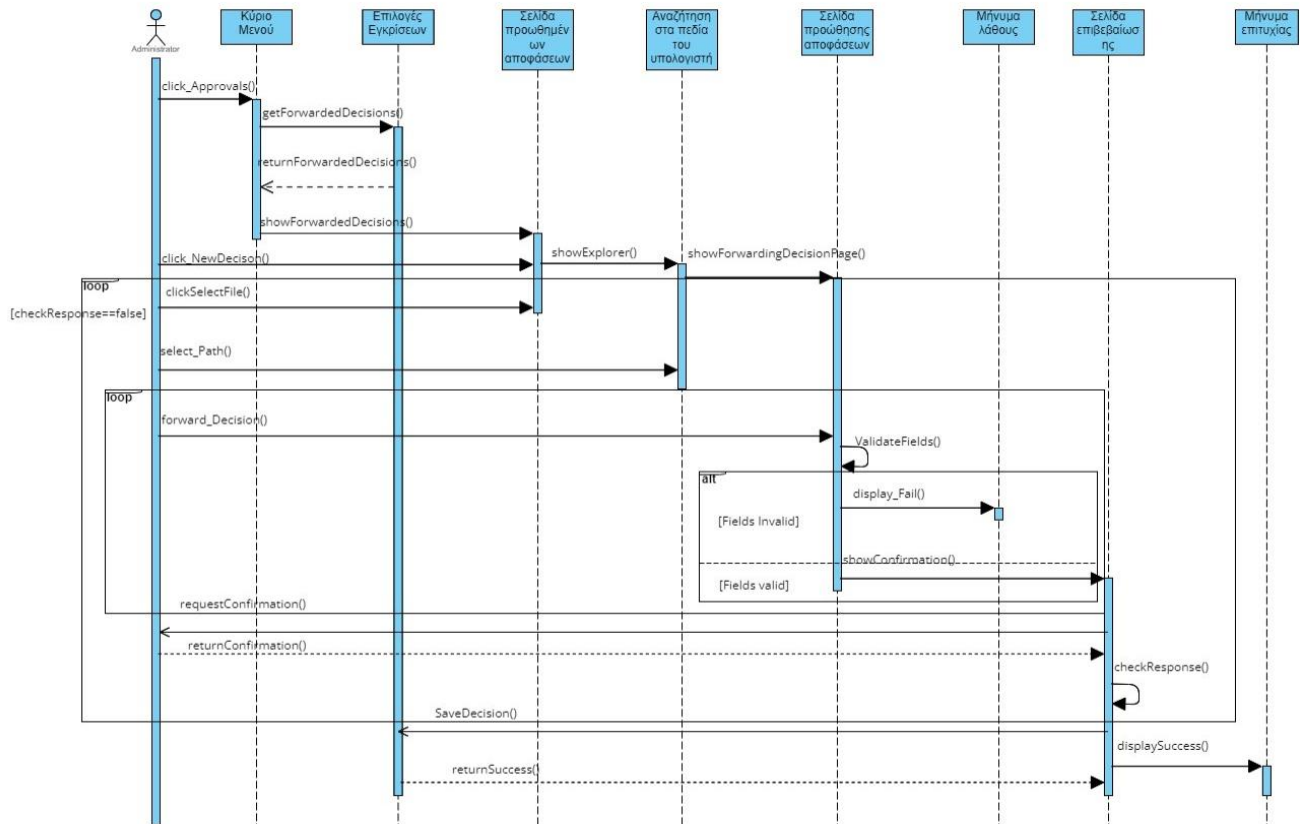 Administrator
Κύριο
Μενού
Επιλογές
Εγκρίσεων
Σελίδα
προωθημέν
ων
αποφάσεων
Αναζήτηση
στα πεδία
του
υπολογιστή
Σελίδα
προώθησης
αποφάσεων
Μήνυμα
λάθους
Σελίδα
επιβεβαίωσ
ης
Μήνυμα
επιτυχίας
click_Approvals()
getForwardedDecisions()
returnForwardedDecisions()
showForwardedDecisions()
click_NewDecison()
showExplorer()
showForwardingDecisionPage()
loop
clickSelectFile()
[checkResponse==false]
select_Path()
loop
forward_Decision()
ValidateFields()
alt
display_Fail()
[Fields Invalid]
showConfirmation()
[Fields valid]
requestConfirmation()
returnConfirmation()
checkResponse()
SaveDecision()
displaySuccess()
returnSuccess()